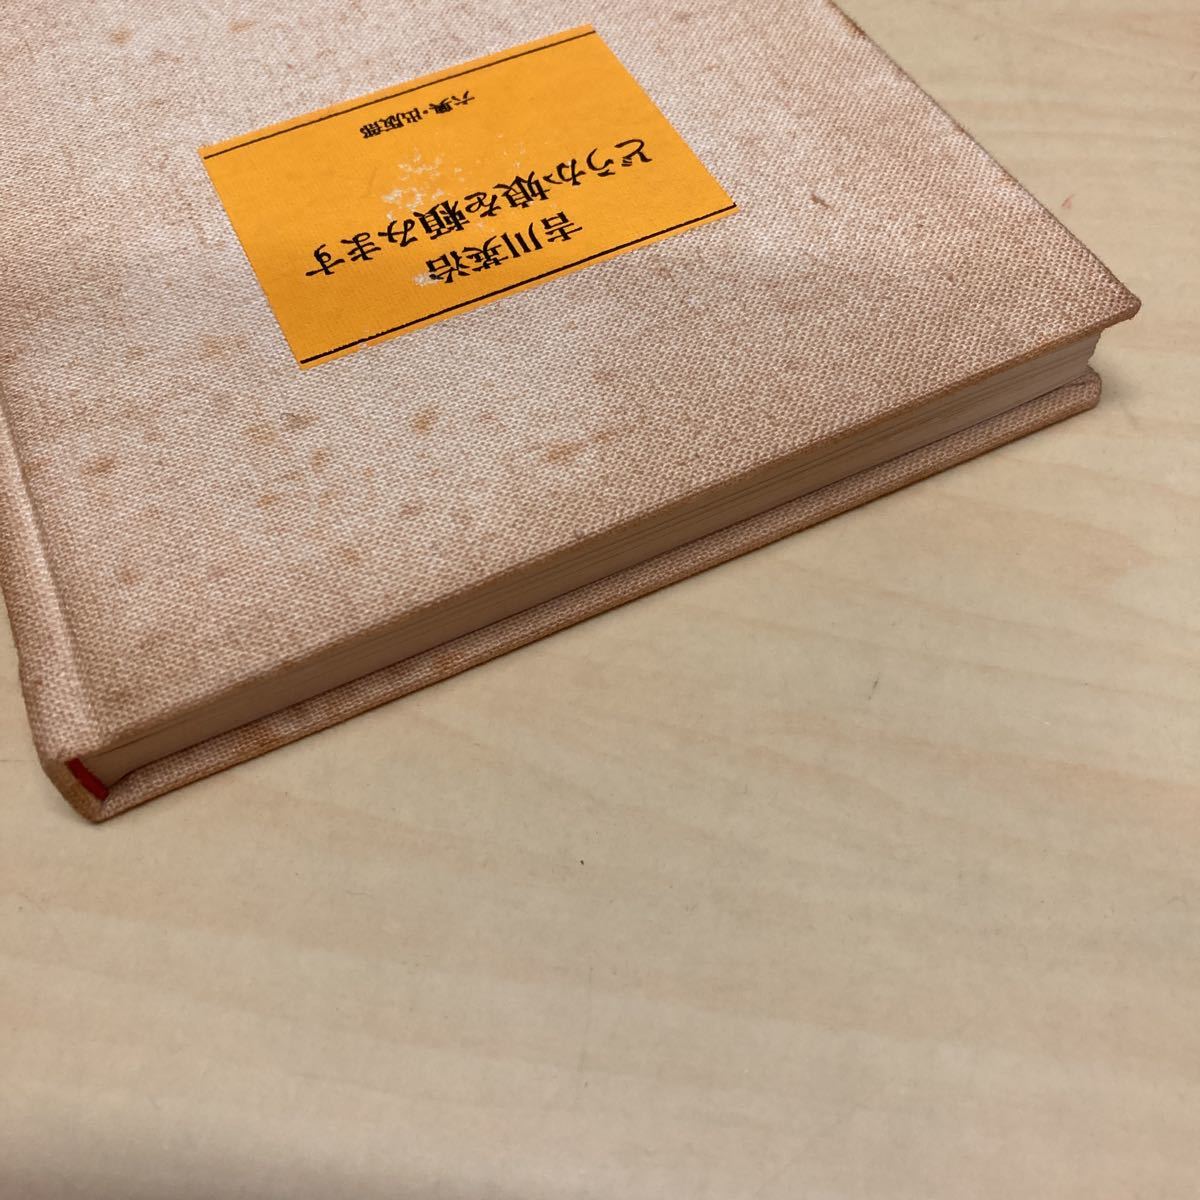 吉川英治
どうか娘を頼みます
六興・出版部